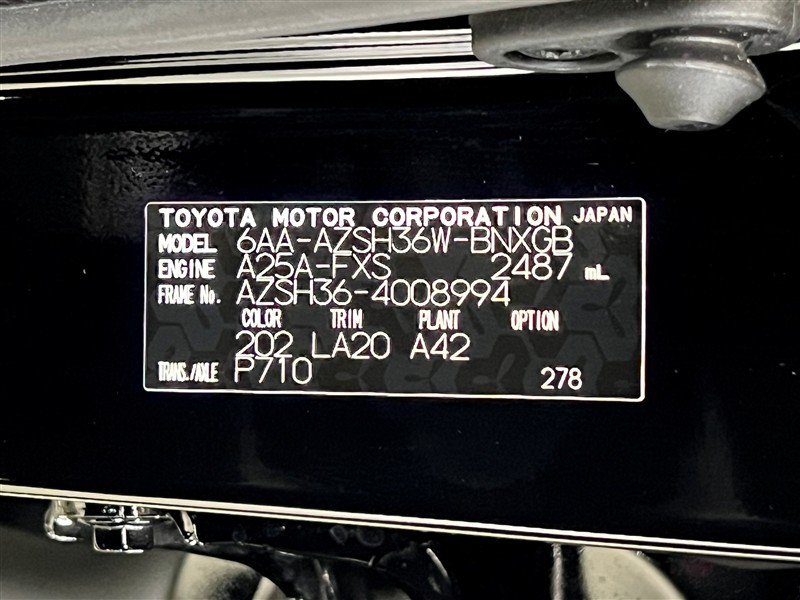 TOYOTA MOTOR CORPORATION JAPAN
MODEL 6AA-AZSH36W-BNXGB
ENGINE A25A-FXS 2487 mL
FRAME No. AZSH36-4008994
COLOR TRIM PLANT OPTION
202 LA20 A42
TRANS./AXLE P710 278